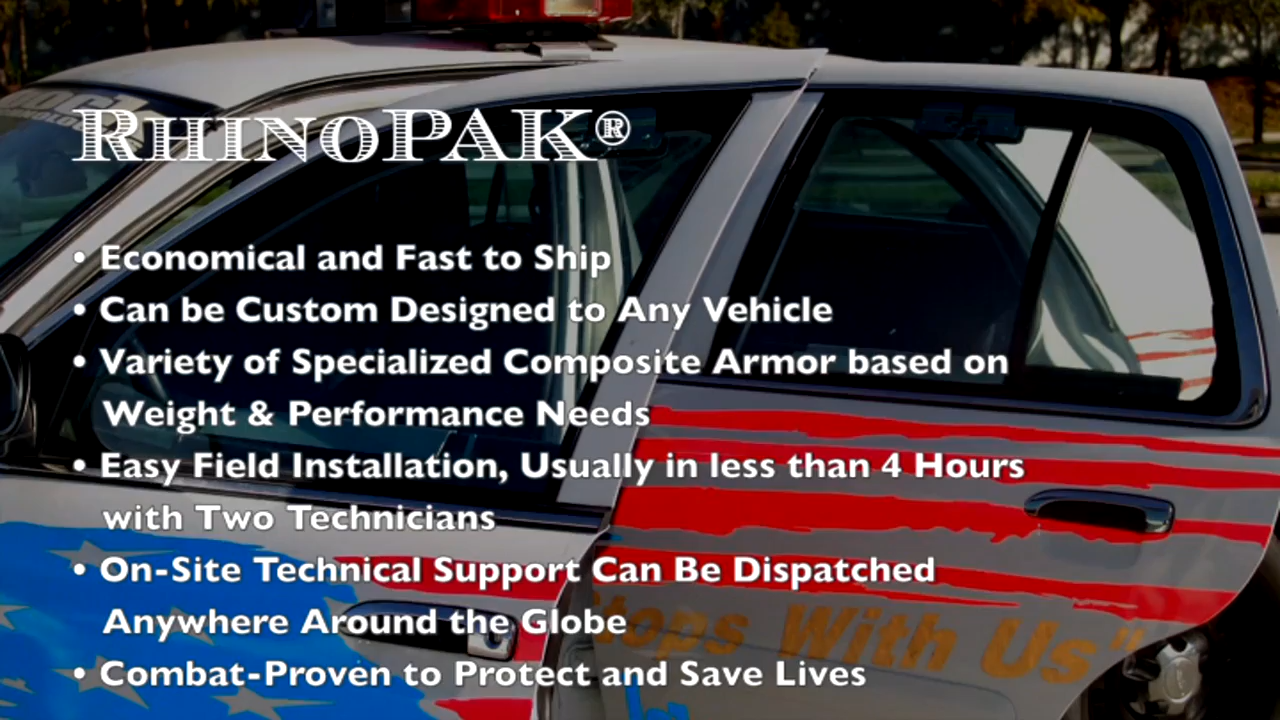 RHINOPAK®
• Economical and Fast to Ship
• Can be Custom Designed to Any Vehicle
• Variety of Specialized Composite Armor based on
Weight & Performance Needs
• Easy Field Installation, Usually in less than 4 Hours
with Two Technicians
• On-Site Technical Support Can Be Dispatched
Anywhere Around the Globe
• Combat-Proven to Protect and Save Lives
With Us"